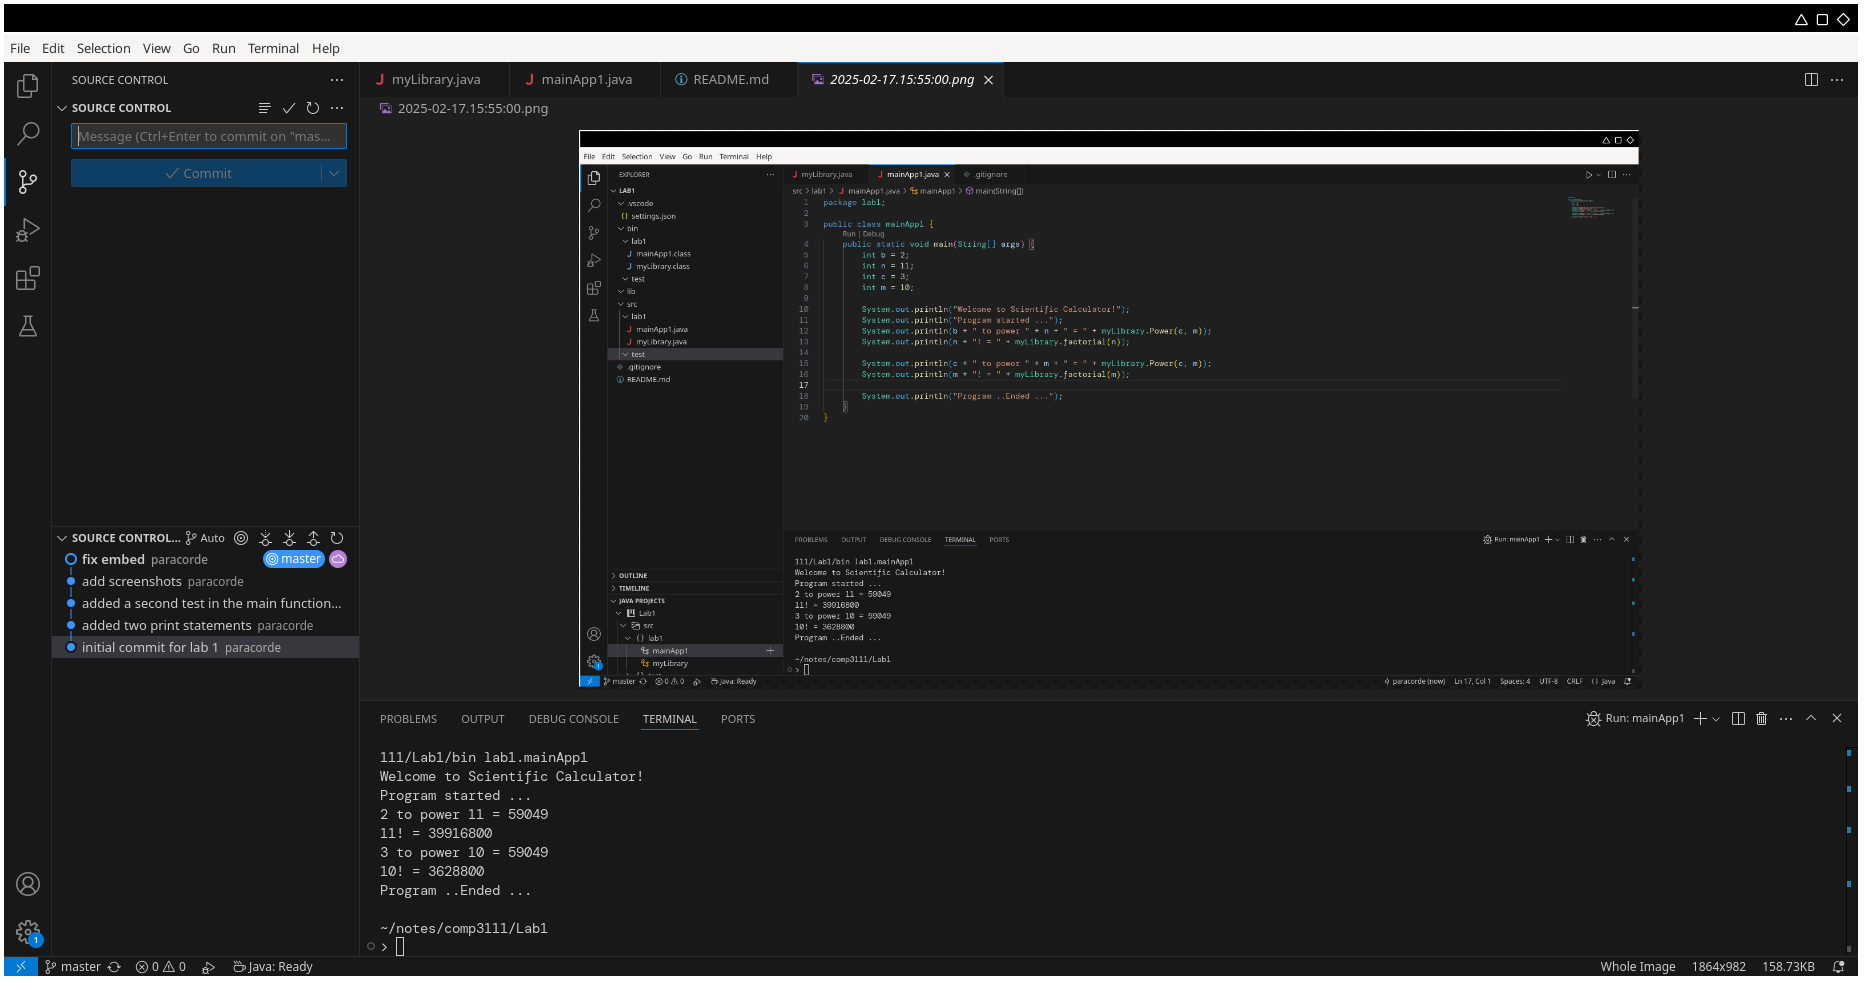 File Edit Selection View Go Run Terminal Help
SOURCE CONTROL
myLibrary.java mainApp1.java README.md 2025-02-17.15:55:00.png
SOURCE CONTROL
2025-02-17.15:55:00.png
Message (Ctrl+Enter to commit on "mas...
Commit
File Edit Selection View Go Run Terminal Help
EXPLORER
myLibrary.java mainApp1.java .gitignore
LAB1
src > lab1 > mainApp1.java > mainApp1 > main(String[])
.vscode
settings.json
bin
lab1
mainApp1.class
myLibrary.class
test
lib
src
lab1
mainApp1.java
myLibrary.java
test
.gitignore
README.md
1 package lab1;
2
3 public class mainApp1 {
Run | Debug
4 public static void main(String[] args) {
5 int b = 2;
6 int n = 11;
7 int c = 3;
8 int m = 10;
9
10 System.out.println("Welcome to Scientific Calculator!");
11 System.out.println("Program started ...");
12 System.out.println(b + " to power " + n + " = " + myLibrary.Power(c, m));
13 System.out.println(n + "! = " + myLibrary.factorial(n));
14
15 System.out.println(c + " to power " + m + " = " + myLibrary.Power(c, m));
16 System.out.println(m + "! = " + myLibrary.factorial(m));
17
18 System.out.println("Program ..Ended ...");
19 }
20 }
PROBLEMS OUTPUT DEBUG CONSOLE TERMINAL PORTS
Run: mainApp1
111/Lab1/bin lab1.mainApp1
Welcome to Scientific Calculator!
Program started ...
2 to power 11 = 59049
11! = 39916800
3 to power 10 = 59049
10! = 3628800
Program ..Ended ...
~/notes/comp3111/Lab1
>
OUTLINE
TIMELINE
JAVA PROJECTS
Lab1
src
lab1
mainApp1
myLibrary
master 0 0 Java: Ready
paracorde (now) Ln 17, Col 1 Spaces: 4 UTF-8 CRLF Java
SOURCE CONTROL... Auto
fix embed paracorde master
add screenshots paracorde
added a second test in the main function...
added two print statements paracorde
initial commit for lab 1 paracorde
PROBLEMS OUTPUT DEBUG CONSOLE TERMINAL PORTS
Run: mainApp1
111/Lab1/bin lab1.mainApp1
Welcome to Scientific Calculator!
Program started ...
2 to power 11 = 59049
11! = 39916800
3 to power 10 = 59049
10! = 3628800
Program ..Ended ...
~/notes/comp3111/Lab1
>
1
master 0 0 Java: Ready
Whole Image 1864x982 158.73KB